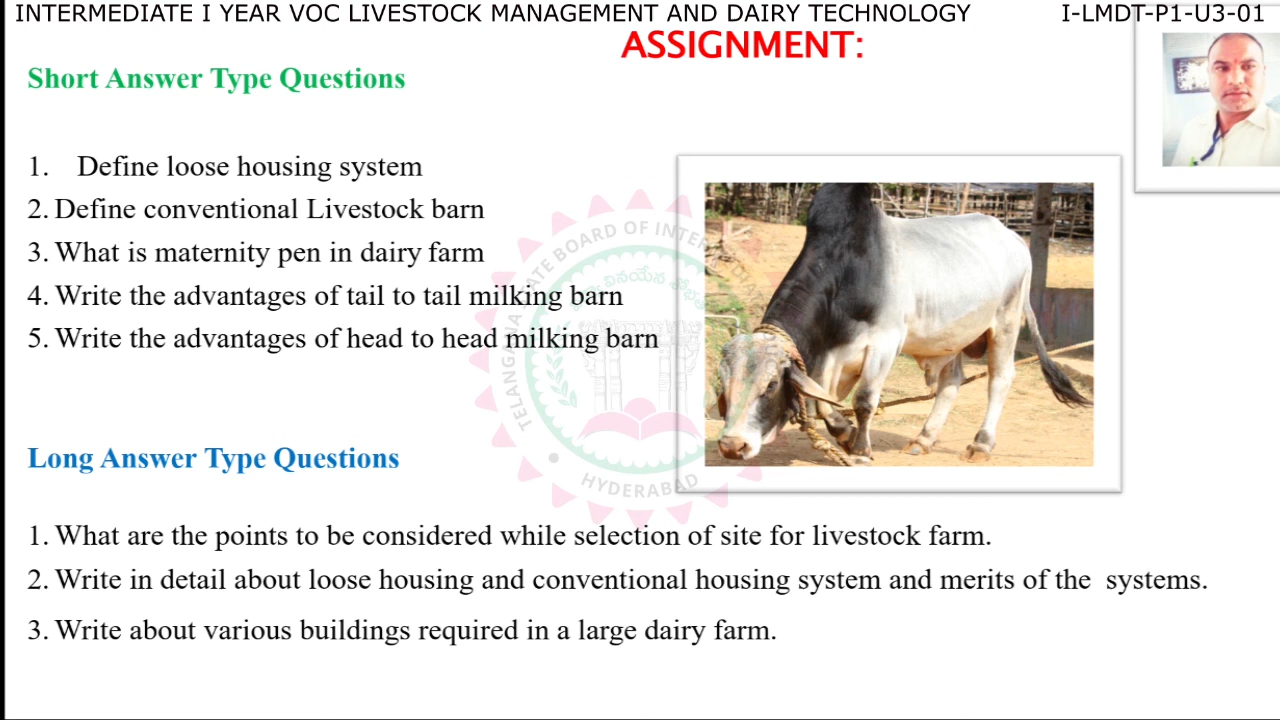 INTERMEDIATE I YEAR VOC LIVESTOCK MANAGEMENT AND DAIRY TECHNOLOGY I-LMDT-P1-U3-01
ASSIGNMENT:
Short Answer Type Questions
1. Define loose housing system
2. Define conventional Livestock barn
3. What is maternity pen in dairy farm
4. Write the advantages of tail to tail milking barn
5. Write the advantages of head to head milking barn
Long Answer Type Questions
1. What are the points to be considered while selection of site for livestock farm.
2. Write in detail about loose housing and conventional housing system and merits of the systems.
3. Write about various buildings required in a large dairy farm.
TELANGANA STATE BOARD OF
HYDERABAD